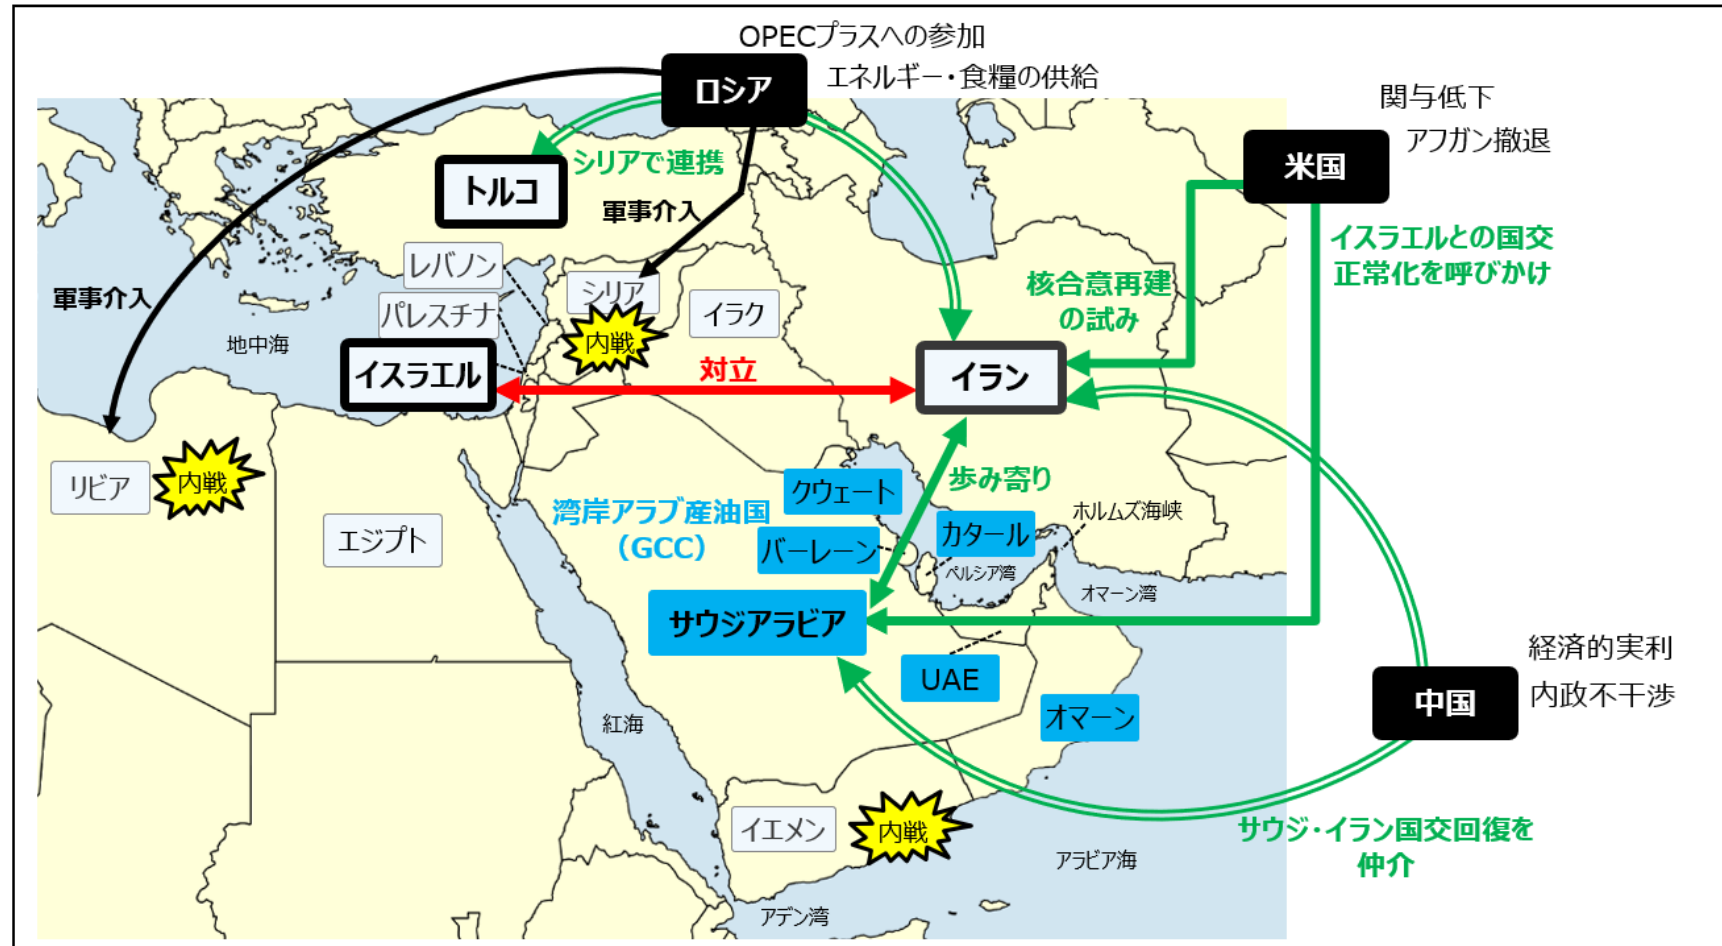 OPECプラスへの参加
ロシア
エネルギー・食糧の供給
関与低下
アフガン撤退
米国
シリアで連携
トルコ
軍事介入
イスラエルとの国交
正常化を呼びかけ
レバノン
シリア
核合意再建
の試み
軍事介入
パレスチナ
イラク
地中海
内戦
イスラエル
対立
イラン
リビア
内戦
クウェート
歩み寄り
湾岸アラブ産油国
（GCC）
ホルムズ海峡
エジプト
バーレーン
カタール
ペルシア湾
オマーン湾
サウジアラビア
UAE
経済的実利
中国
内政不干渉
紅海
オマーン
イエメン
内戦
サウジ・イラン国交回復を
仲介
アラビア海
アデン湾